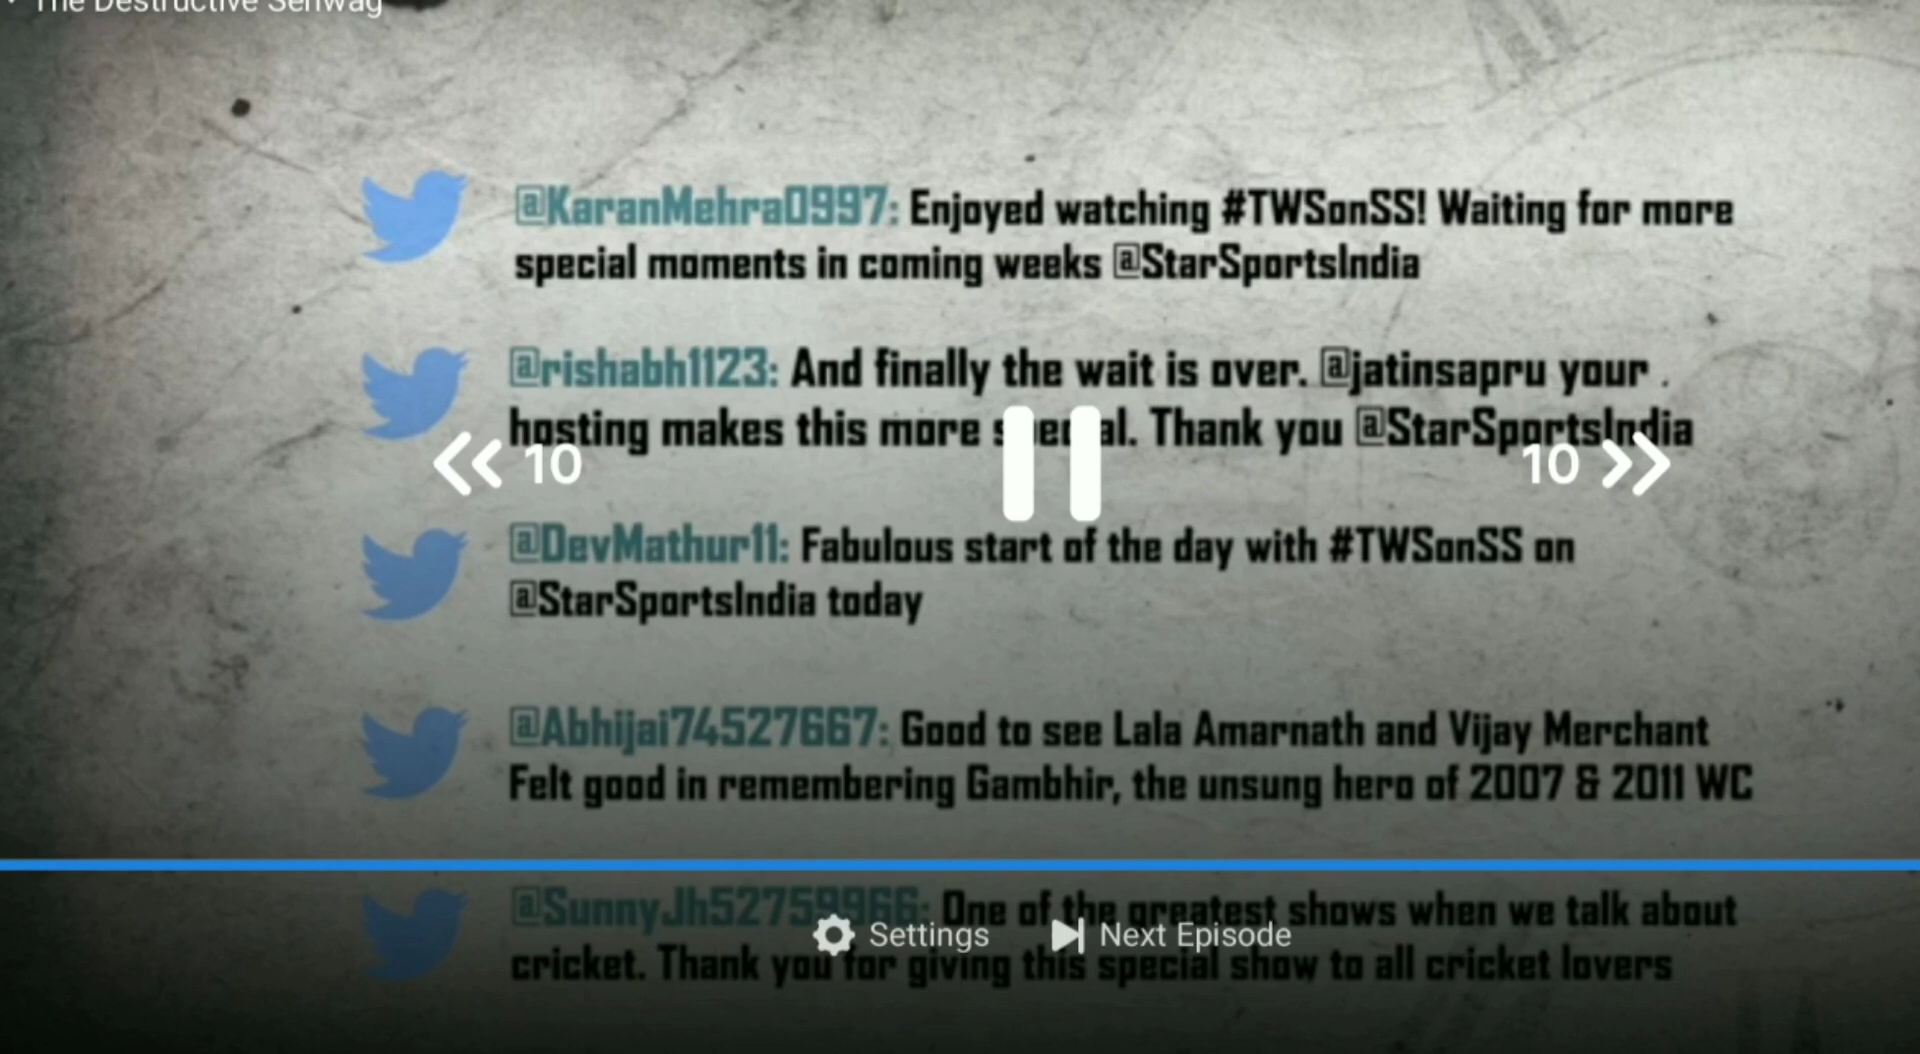 The Destructive Sehwag
@KaranMehra0997: Enjoyed watching #TWSonSS! Waiting for more
special moments in coming weeks @StarSportsIndia
@rishabh1123: And finally the wait is over. @jatinsapru your .
hosting makes this more special. Thank you @StarSportsIndia
10
10
@DevMathur11: Fabulous start of the day with #TWSonSS on
@StarSportsIndia today
@Abhijai74527667: Good to see Lala Amarnath and Vijay Merchant
Felt good in remembering Gambhir, the unsung hero of 2007 & 2011 WC
@SunnyJh52759966: One of the greatest shows when we talk about
Settings Next Episode
cricket. Thank you for giving this special show to all cricket lovers